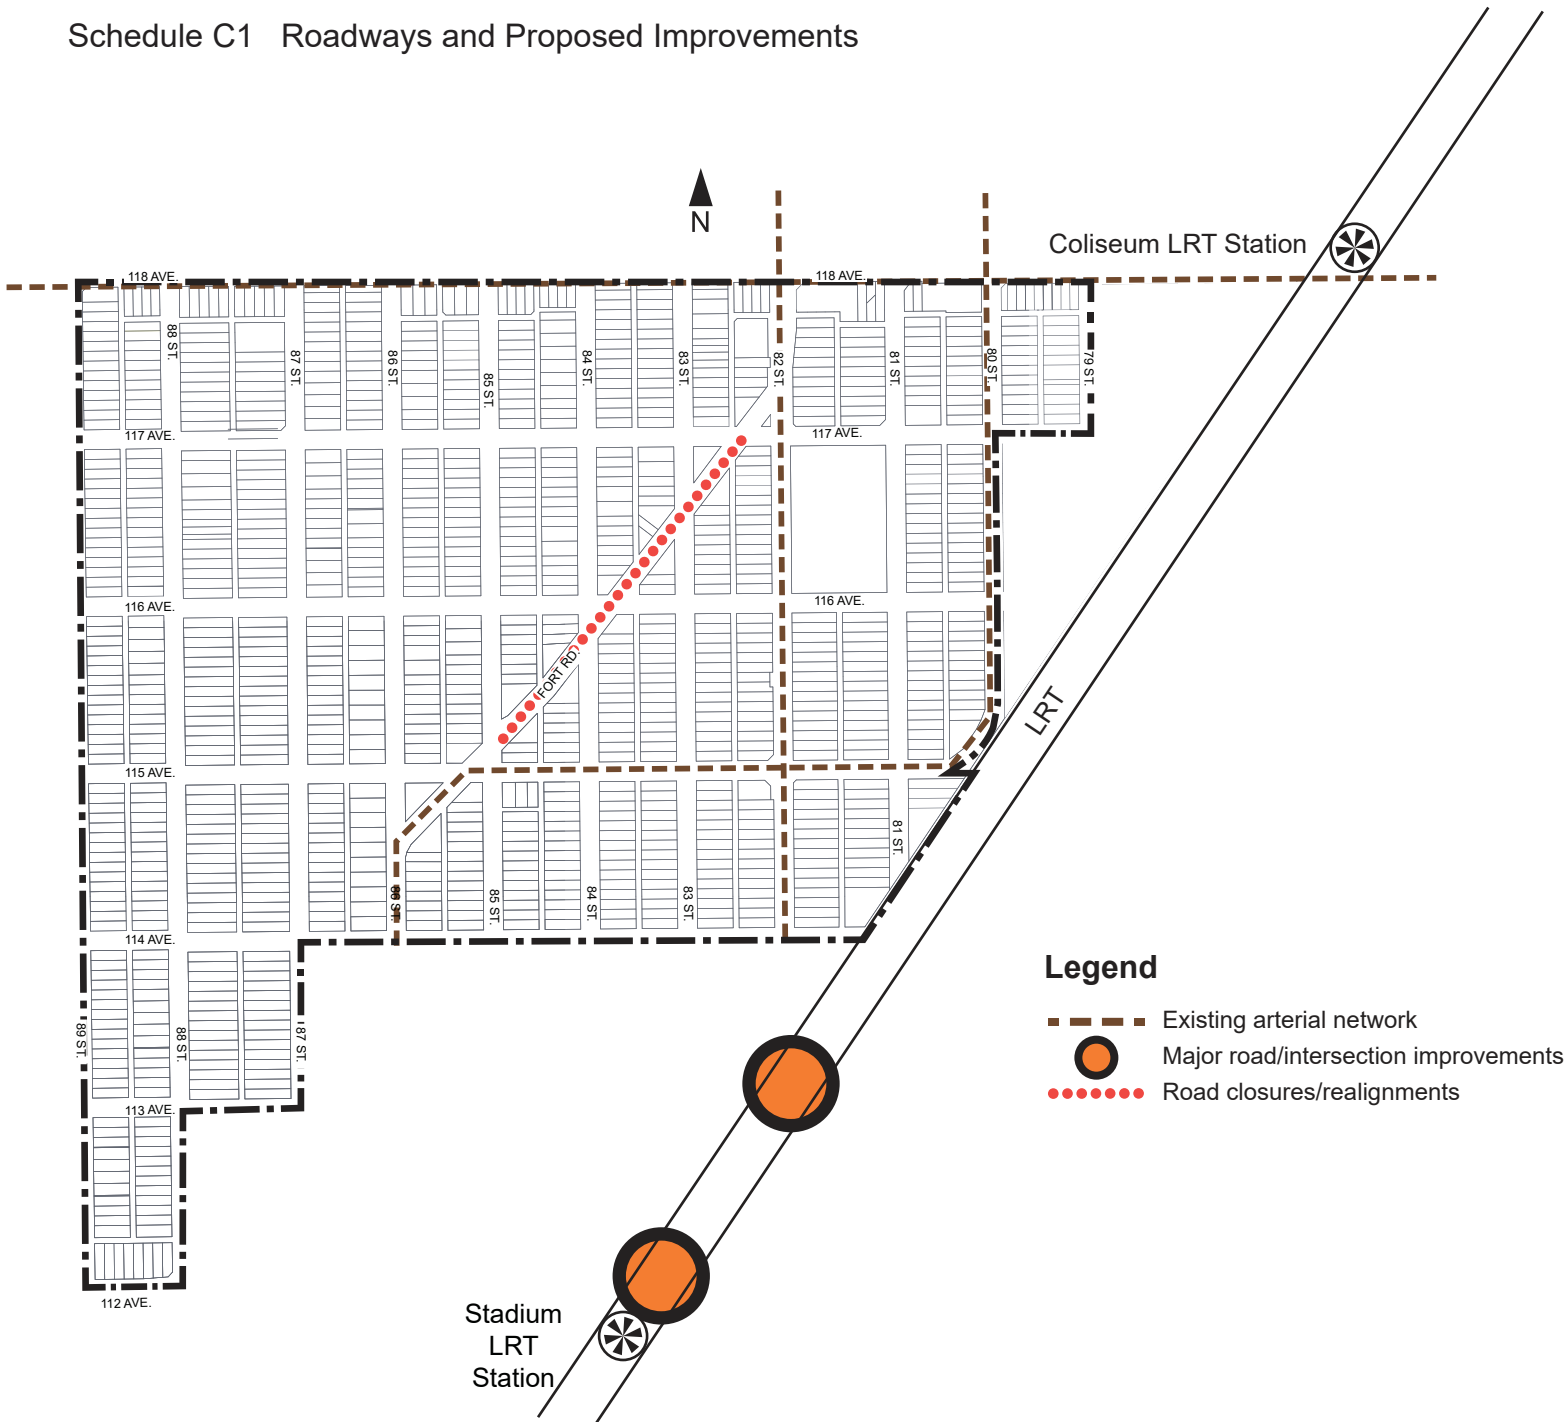 Schedule C1 Roadways and Proposed Improvements
N
Coliseum LRT Station
118 AVE.
118 AVE.
88 ST.
87 ST.
86 ST.
85 ST.
84 ST.
83 ST.
82 ST.
81 ST.
80 ST.
79 ST.
117 AVE.
117 AVE.
116 AVE.
116 AVE.
FORT RD.
LRT
115 AVE.
81 ST.
86 ST.
85 ST.
84 ST.
83 ST.
114 AVE.
Legend
Existing arterial network
Major road/intersection improvements
Road closures/realignments
89 ST.
88 ST.
87 ST.
113 AVE.
112 AVE.
Stadium
LRT
Station